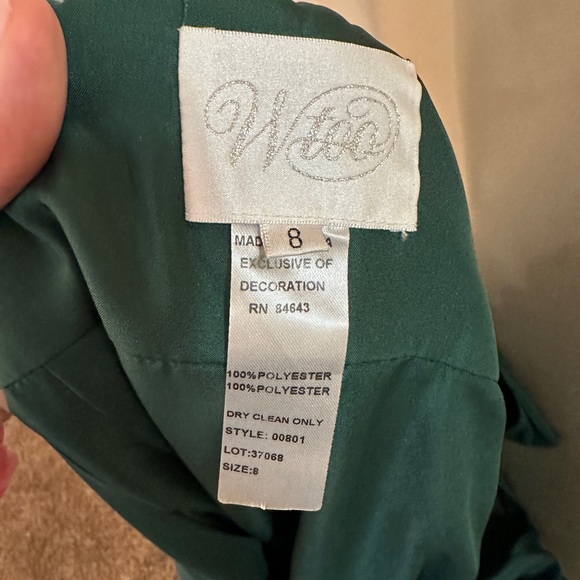 Wtoo
8
MAD
EXCLUSIVE OF
DECORATION
RN 84643
100%POLYESTER
100%POLYESTER
DRY CLEAN ONLY
STYLE: 00801
LOT:37068
SIZE:8